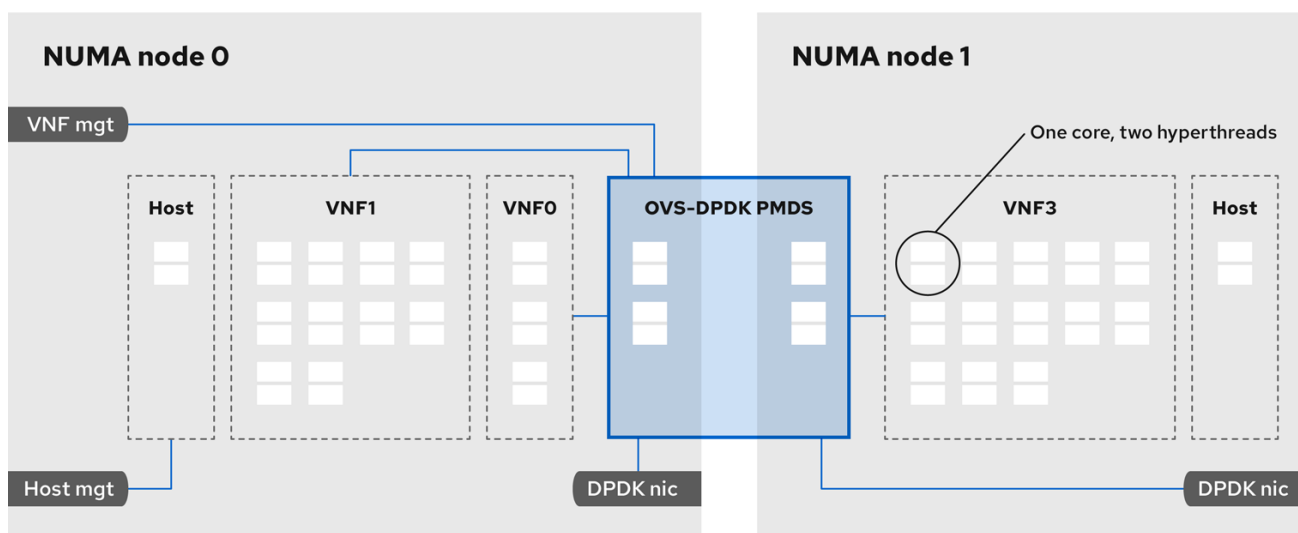 NUMA node 0
NUMA node 1
VNF mgt
One core, two hyperthreads
Host
VNF1
VNF0
OVS-DPDK PMDS
VNF3
Host
Host mgt
DPDK nic
DPDK nic